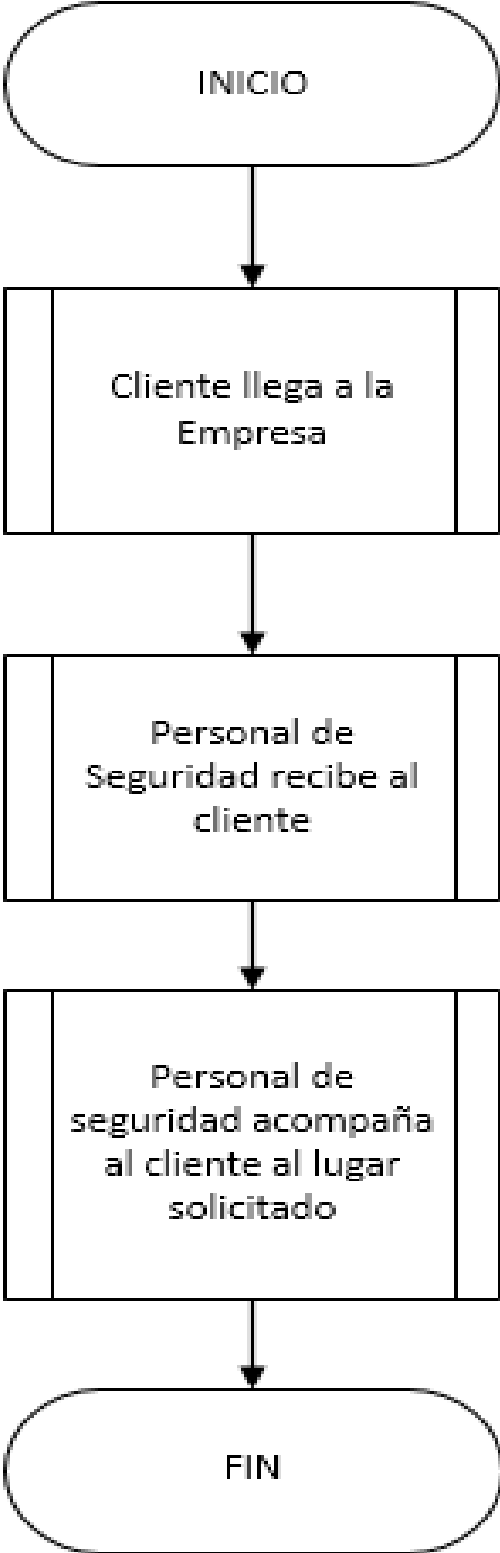 INICIO
Cliente llega a la
Empresa
Personal de
Seguridad recibe al
cliente
Personal de
seguridad acompaña
al cliente al lugar
solicitado
FIN